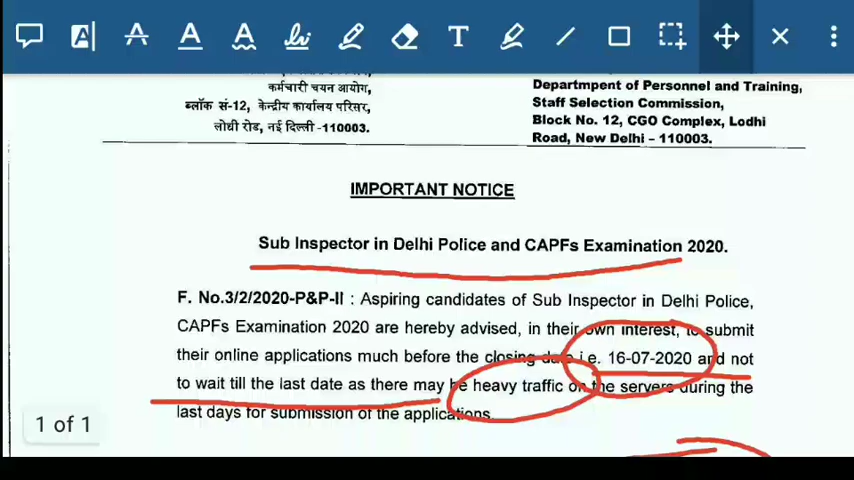 कर्मचारी चयन आयोग,
ब्लॉक सं-12, केन्द्रीय कार्यालय परिसर,
लोधी रोड, नई दिल्ली -110003.
Departmpent of Personnel and Training,
Staff Selection Commission,
Block No. 12, CGO Complex, Lodhi
Road, New Delhi – 110003.
IMPORTANT NOTICE
Sub Inspector in Delhi Police and CAPFs Examination 2020.
F. No.3/2/2020-P&P-II : Aspiring candidates of Sub Inspector in Delhi Police,
CAPFs Examination 2020 are hereby advised, in their own interest, to submit
their online applications much before the closing date i.e. 16-07-2020 and not
to wait till the last date as there may be heavy traffic on the servers during the
last days for submission of the applications.
1 of 1